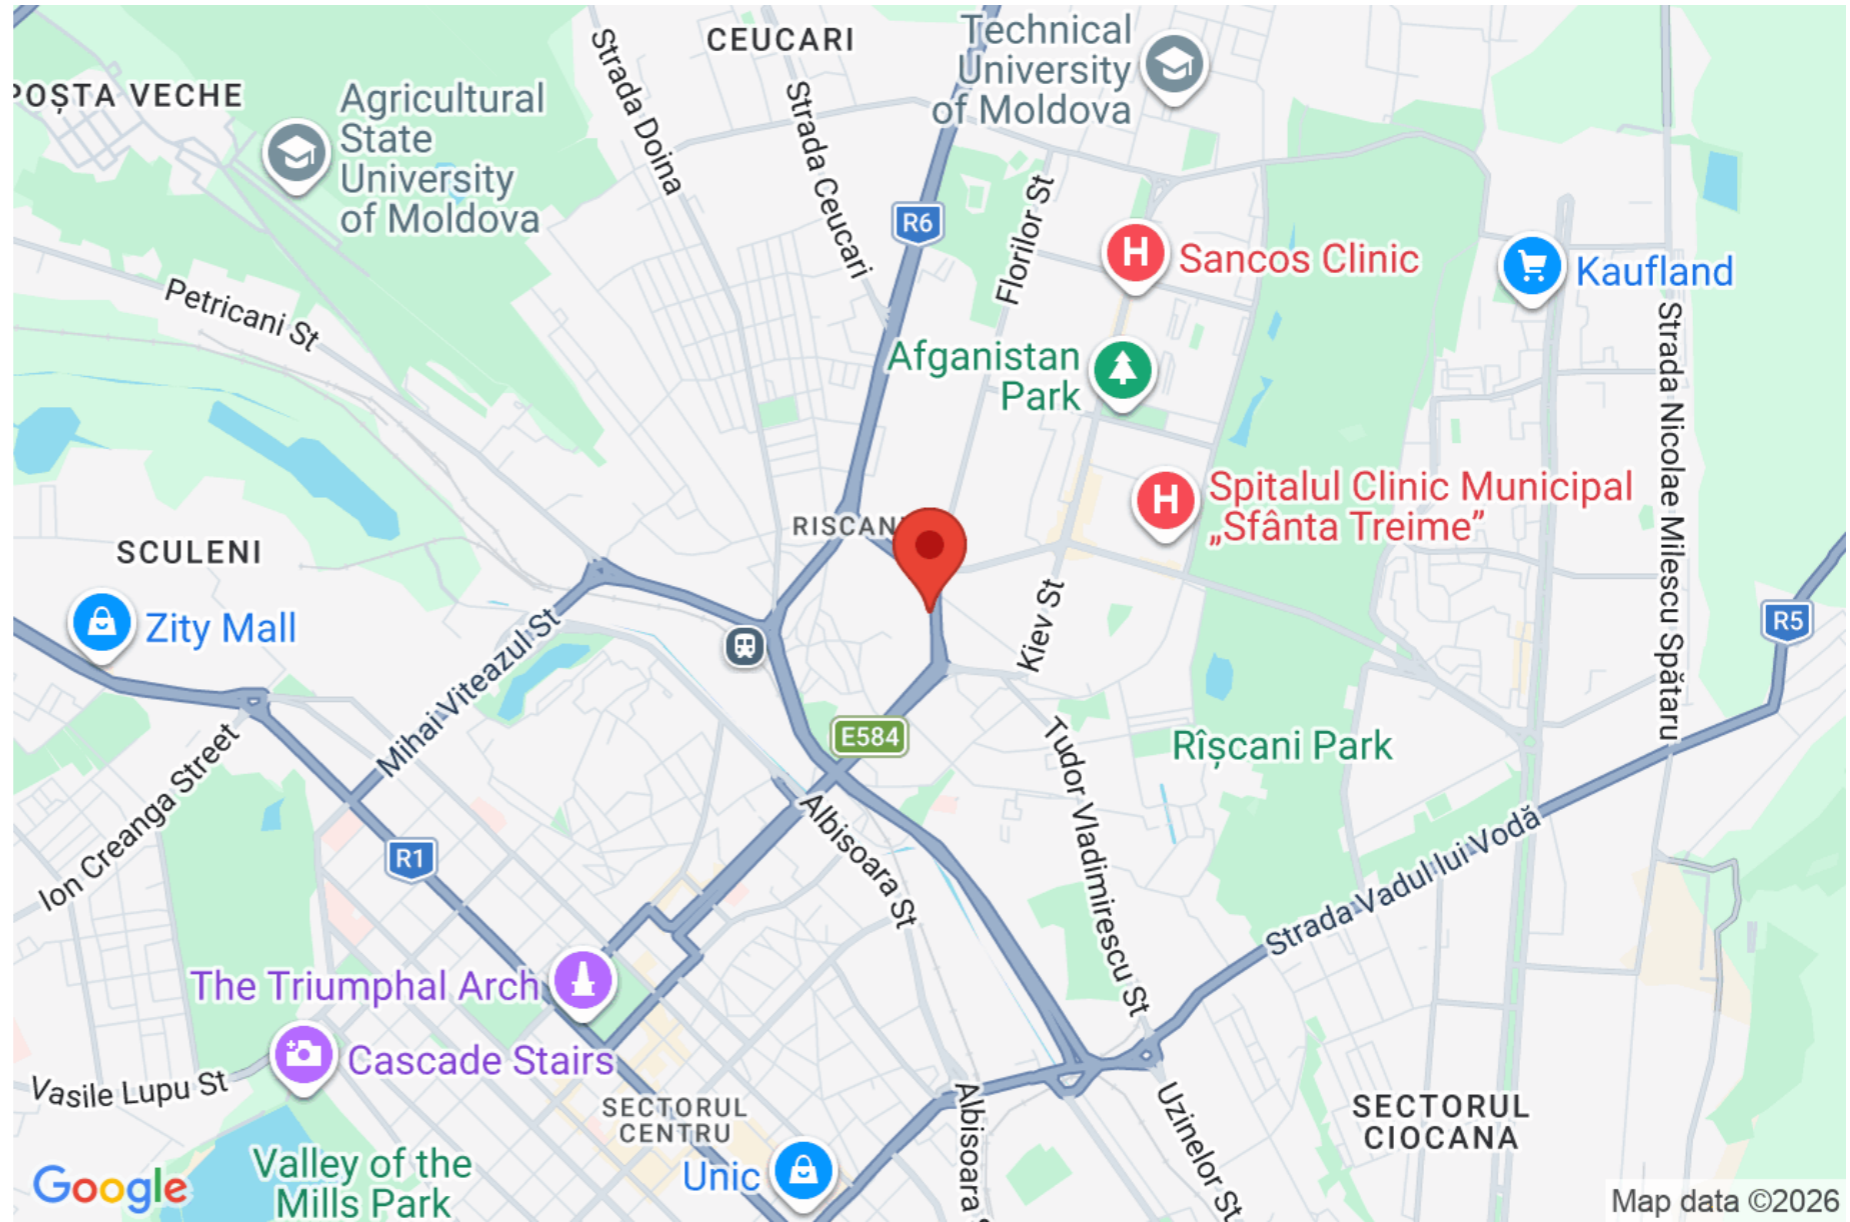 CEUCARI
Technical
University
of Moldova
POȘTA VECHE
Agricultural
State
University
of Moldova
Strada Doina
Strada Ceucari
R6
Florilor St
Sancos Clinic
Kaufland
Petricani St
Afganistan
Park
Strada Nicolae Milescu Spătaru
Spitalul Clinic Municipal
„Sfânta Treime”
RISCANI
SCULENI
Zity Mall
Mihai Viteazul St
Kiev St
R5
E584
Rîșcani Park
Ion Creanga Street
R1
Albisoara St
Tudor Vladimirescu St
Strada Vadul lui Vodă
The Triumphal Arch
Cascade Stairs
Vasile Lupu St
SECTORUL
CENTRU
Albisoara S
Uzinelor St
SECTORUL
CIOCANA
Valley of the
Mills Park
Unic
Google
Map data ©2026